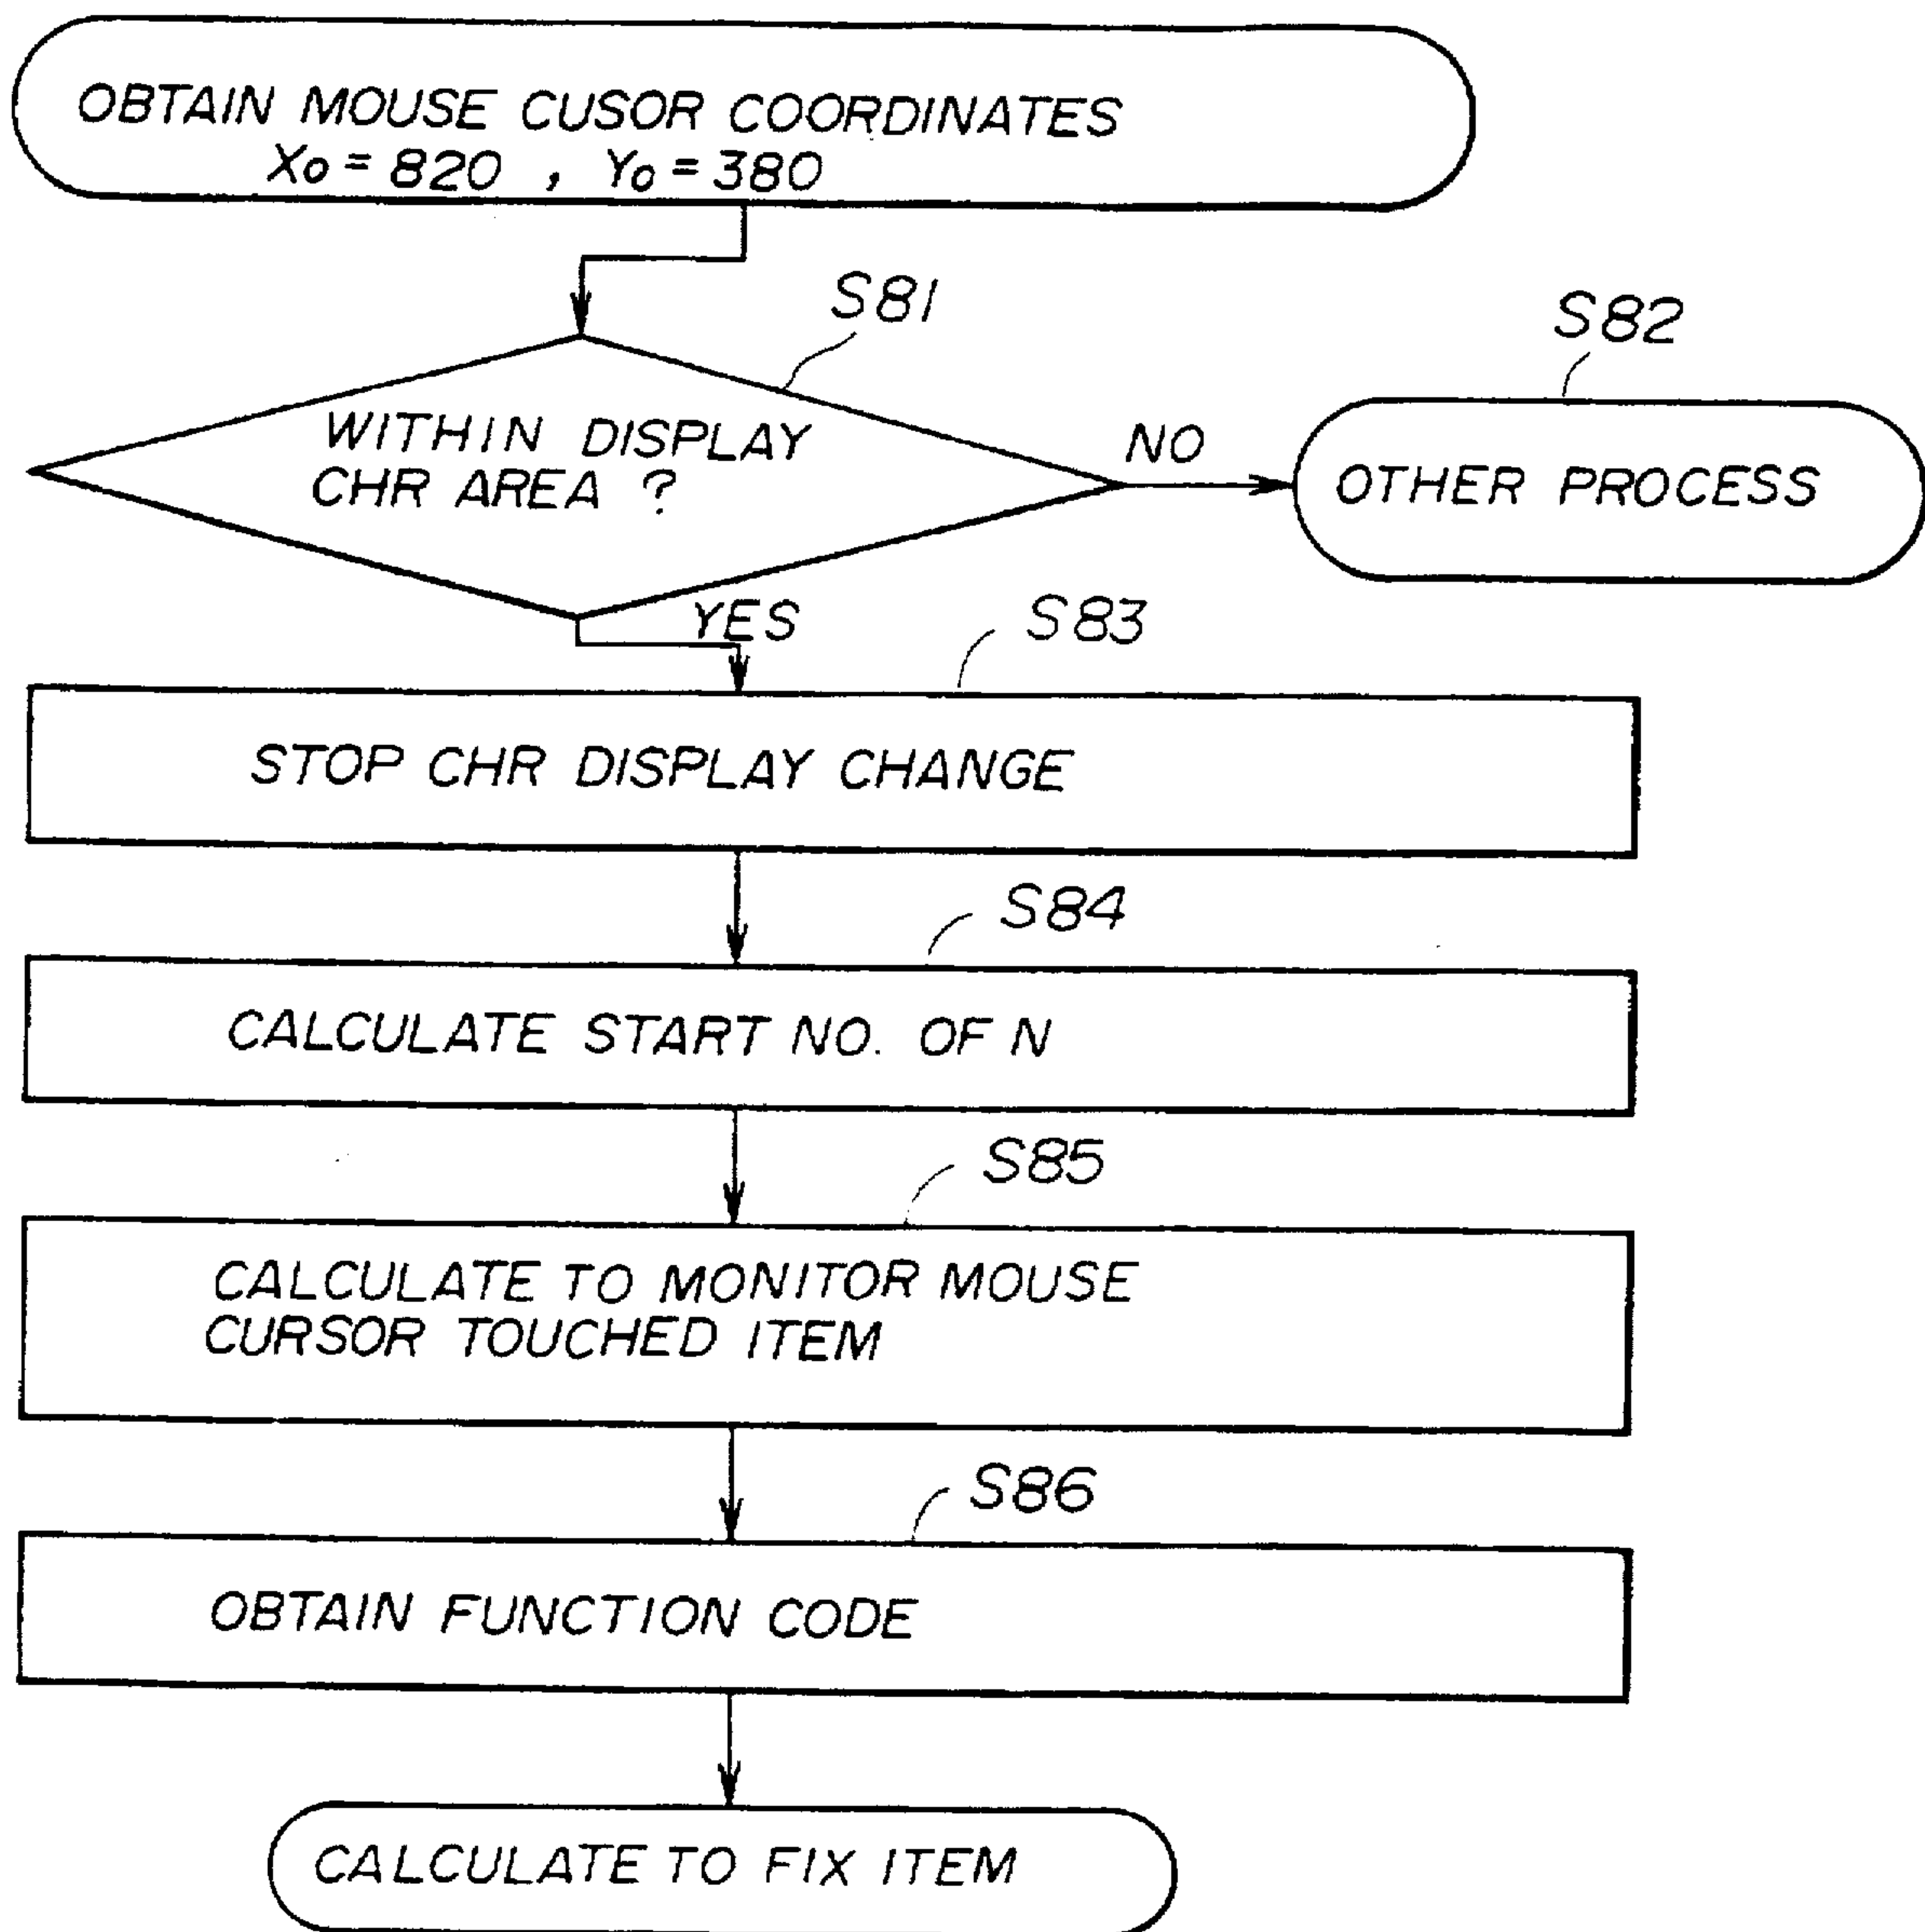 OBTAIN MOUSE CUSOR COORDINATES
Xo = 820 , Yo = 380
S81
S82
WITHIN DISPLAY
CHR AREA ?
NO
OTHER PROCESS
YES
S83
STOP CHR DISPLAY CHANGE
S84
CALCULATE START NO. OF N
S85
CALCULATE TO MONITOR MOUSE
CURSOR TOUCHED ITEM
S86
OBTAIN FUNCTION CODE
CALCULATE TO FIX ITEM